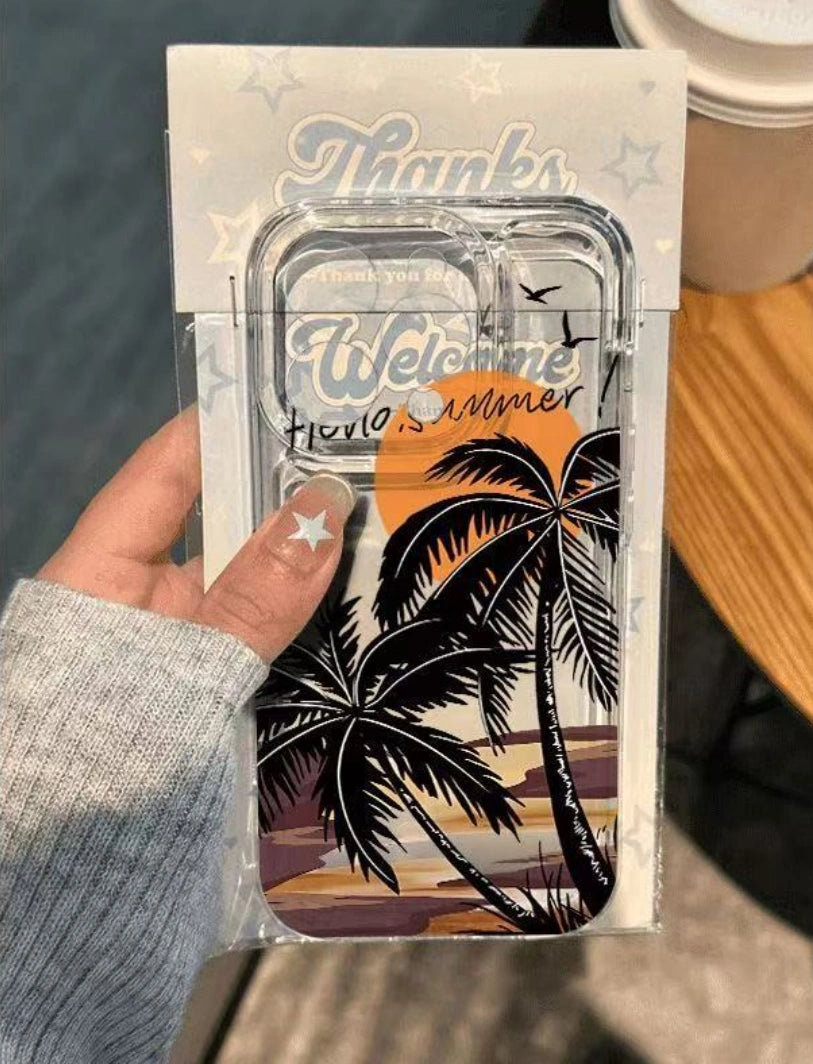 Thanks
Thank you for
Welcome
Hello summer!